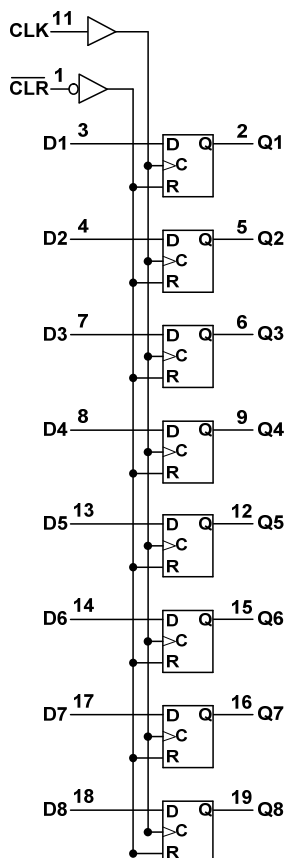 CLK 11
CLR 1
D1 3 D Q 2 Q1
C
R
D2 4 D Q 5 Q2
C
R
D3 7 D Q 6 Q3
C
R
D4 8 D Q 9 Q4
C
R
D5 13 D Q 12 Q5
C
R
D6 14 D Q 15 Q6
C
R
D7 17 D Q 16 Q7
C
R
D8 18 D Q 19 Q8
C
R